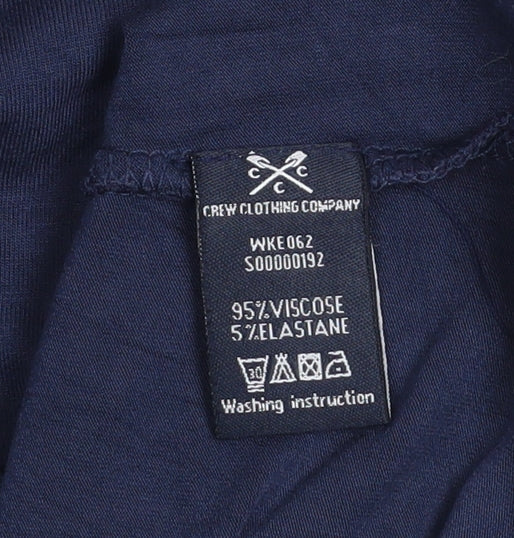 C C
C
CREW CLOTHING COMPANY
WKE062
S00000192
95%VISCOSE
5%ELASTANE
30
Washing instruction